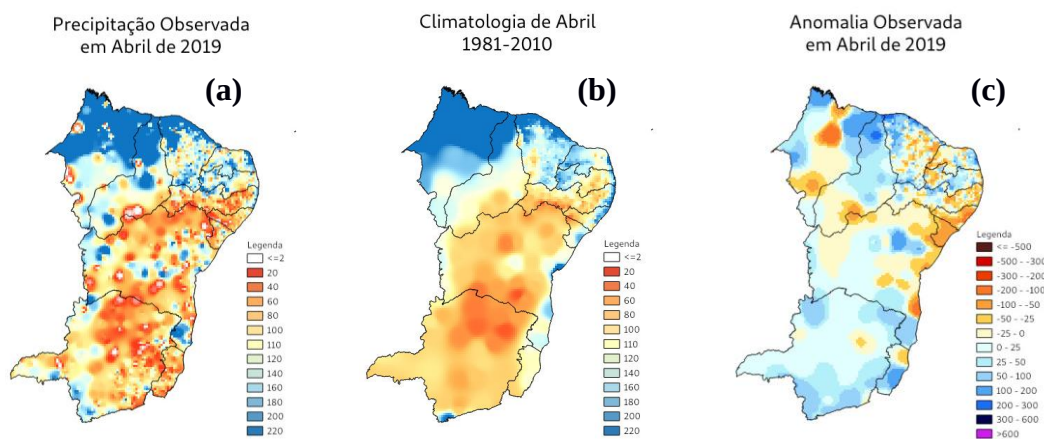 Precipitação Observada
em Abril de 2019
(a)
Legenda
<=2
20
40
60
80
100
110
120
140
160
180
200
220
Climatologia de Abril
1981-2010
(b)
Legenda
<=2
20
40
60
80
100
110
120
140
160
180
200
220
Anomalia Observada
em Abril de 2019
(c)
Legenda
<= -500
-500 - -300
-300 - -200
-200 - -100
-100 - -50
-50 - -25
-25 - 0
0 - 25
25 - 50
50 - 100
100 - 200
200 - 300
300 - 600
>600